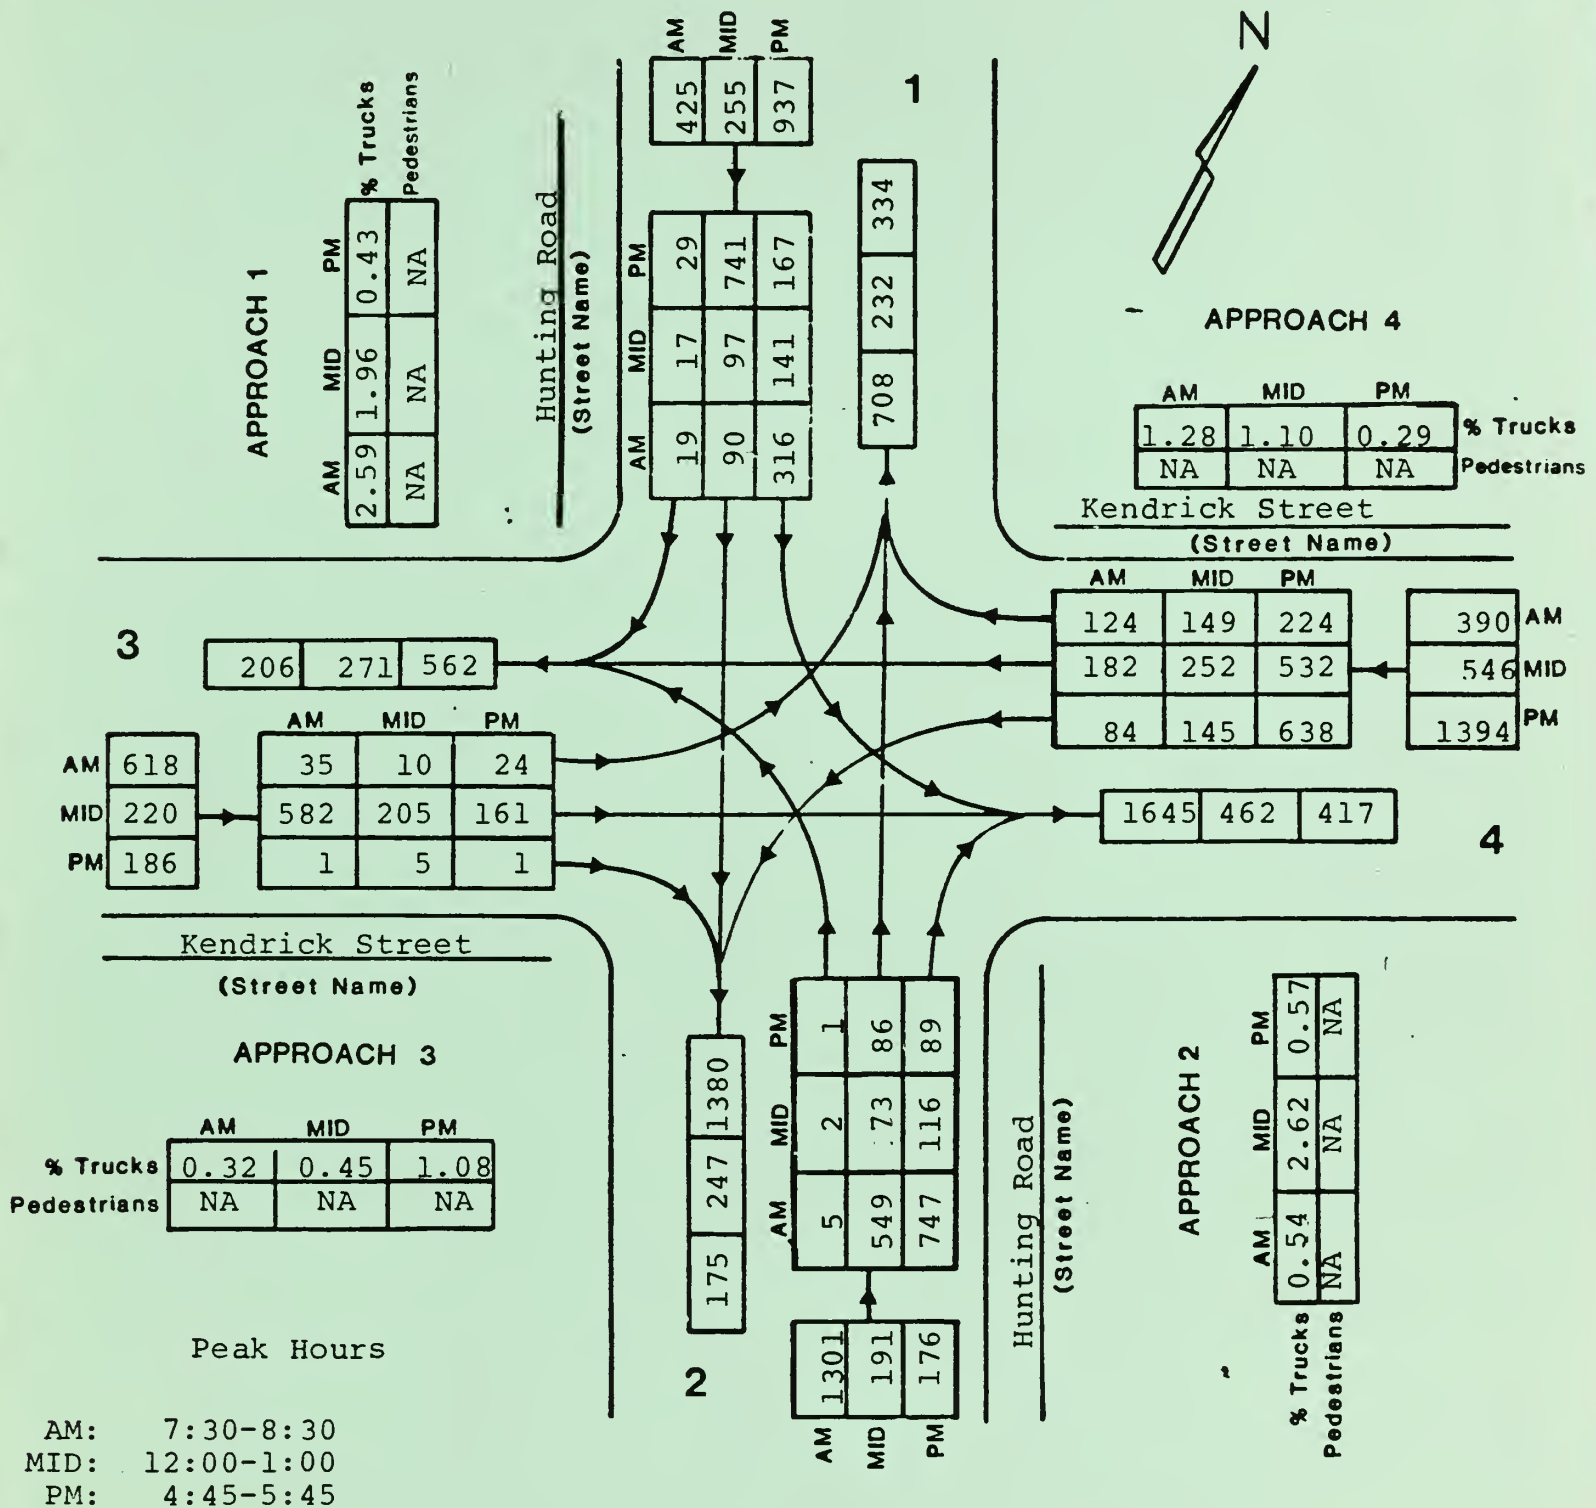 AM MID PM
425 255 937
1
N
% Trucks
Pedestrians
APPROACH 1
AM MID PM
2.59 1.96 0.43
NA NA NA
Hunting Road
(Street Name)
AM MID PM
19 17 29
90 97 741
316 141 167
708 232 334
APPROACH 4
AM MID PM
1.28 1.10 0.29 % Trucks
NA NA NA Pedestrians
Kendrick Street
(Street Name)
AM MID PM
124 149 224
182 252 532
84 145 638
390 AM
546 MID
1394 PM
3
206 271 562
AM MID PM
AM 618 35 10 24
MID 220 582 205 161
PM 186 1 5 1
1645 462 417
4
Kendrick Street
(Street Name)
APPROACH 3
AM MID PM
% Trucks 0.32 0.45 1.08
Pedestrians NA NA NA
175 247 1380
AM MID PM
5 2 1
549 73 86
747 116 89
2
1301 191 176
AM MID PM
Hunting Road
(Street Name)
APPROACH 2
AM MID PM
% Trucks 0.54 2.62 0.57
Pedestrians NA NA NA
Peak Hours
AM: 7:30-8:30
MID: 12:00-1:00
PM: 4:45-5:45